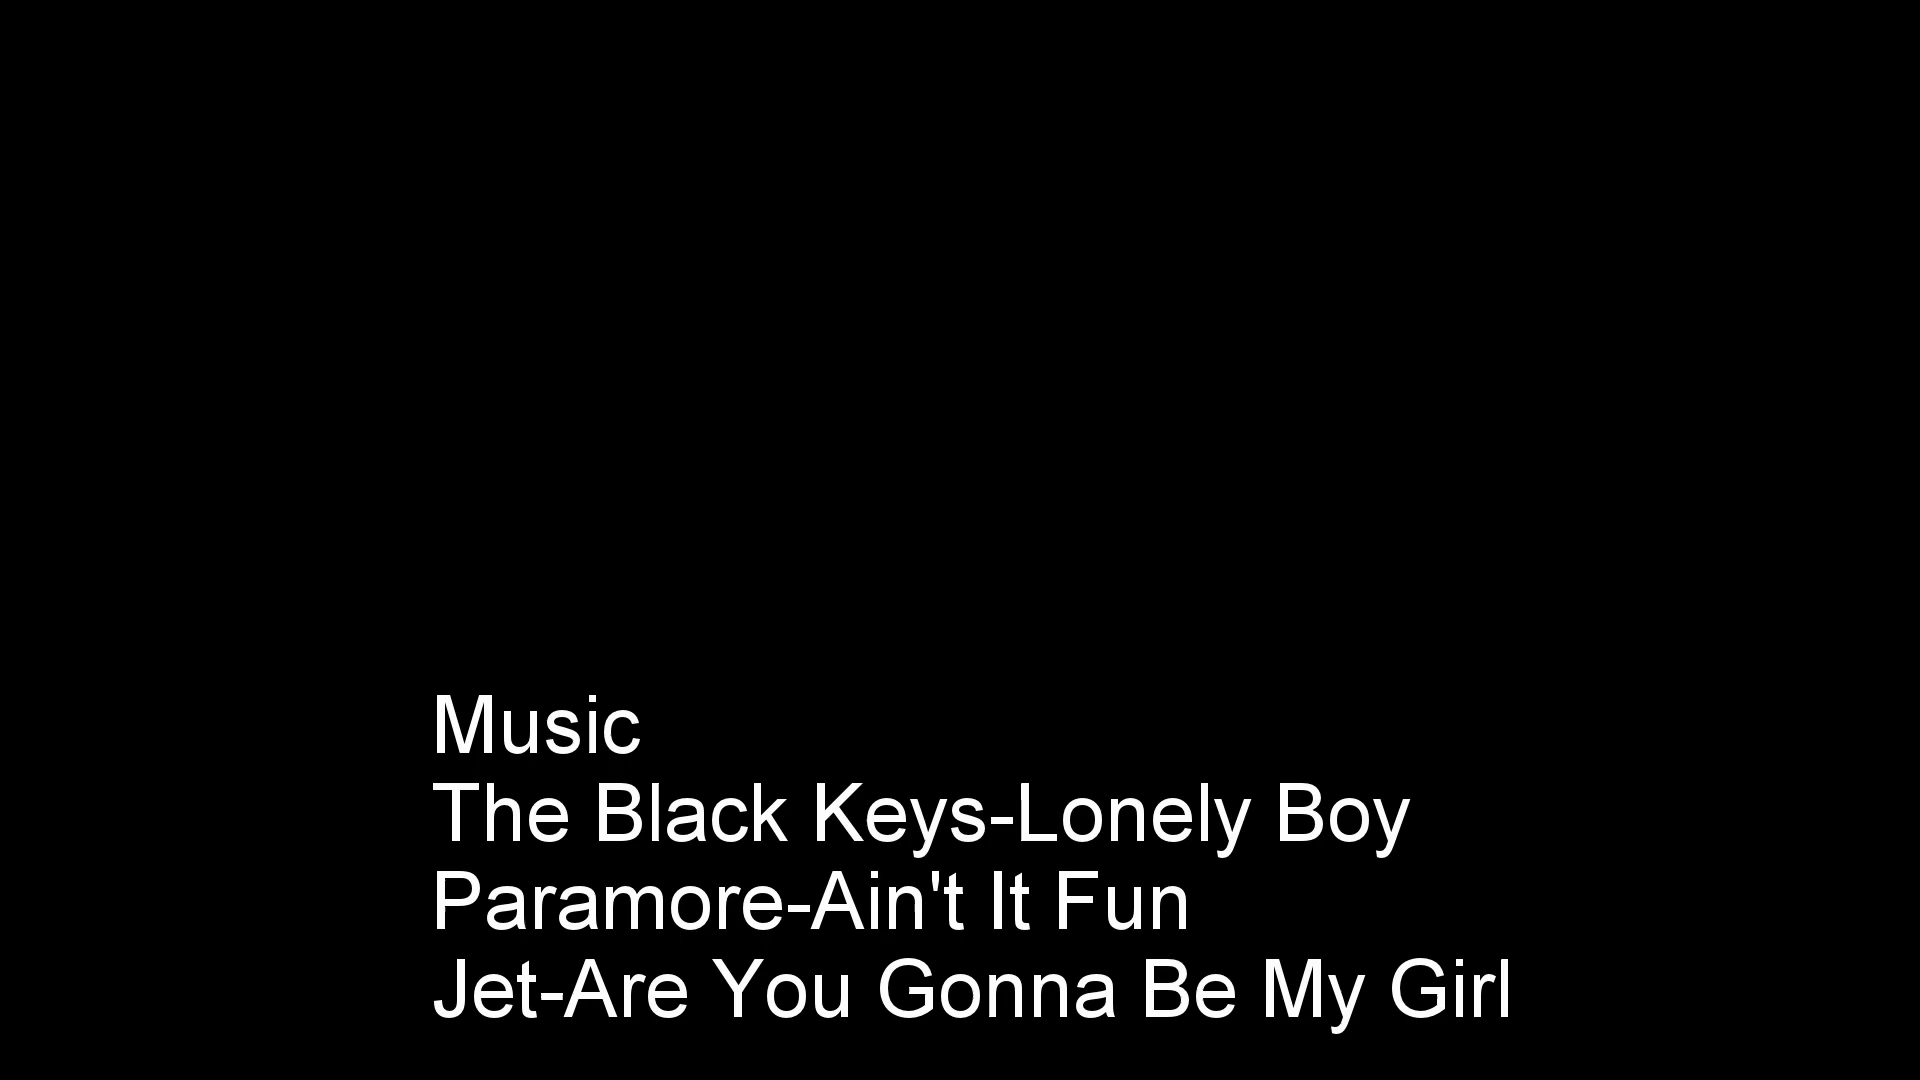 Music
The Black Keys-Lonely Boy
Paramore-Ain't It Fun
Jet-Are You Gonna Be My Girl